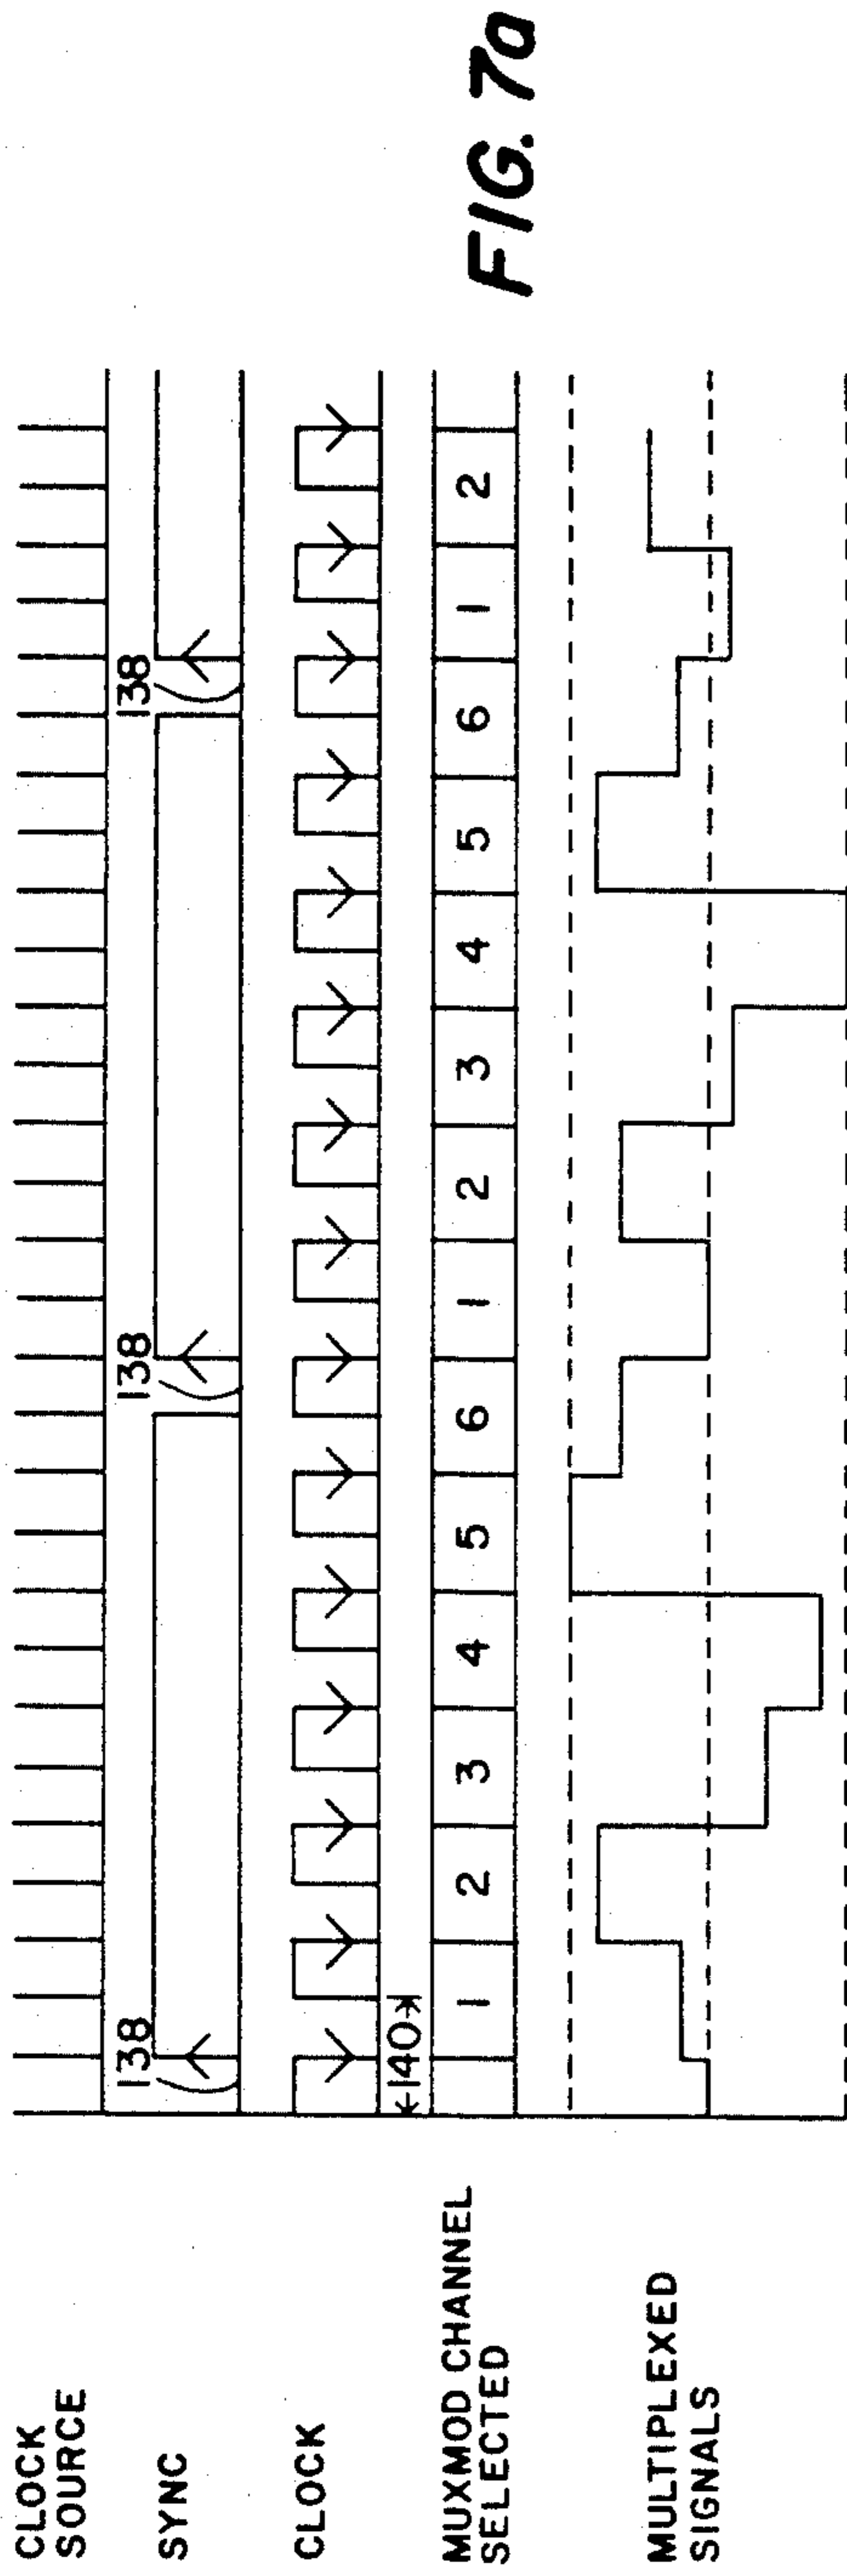 CLOCK
SOURCE
138 138 138
SYNC
CLOCK
140
MUXMOD CHANNEL
SELECTED
1 2 3 4 5 6 1 2 3 4 5 6 1 2
MULTIPLEXED
SIGNALS
FIG. 7a